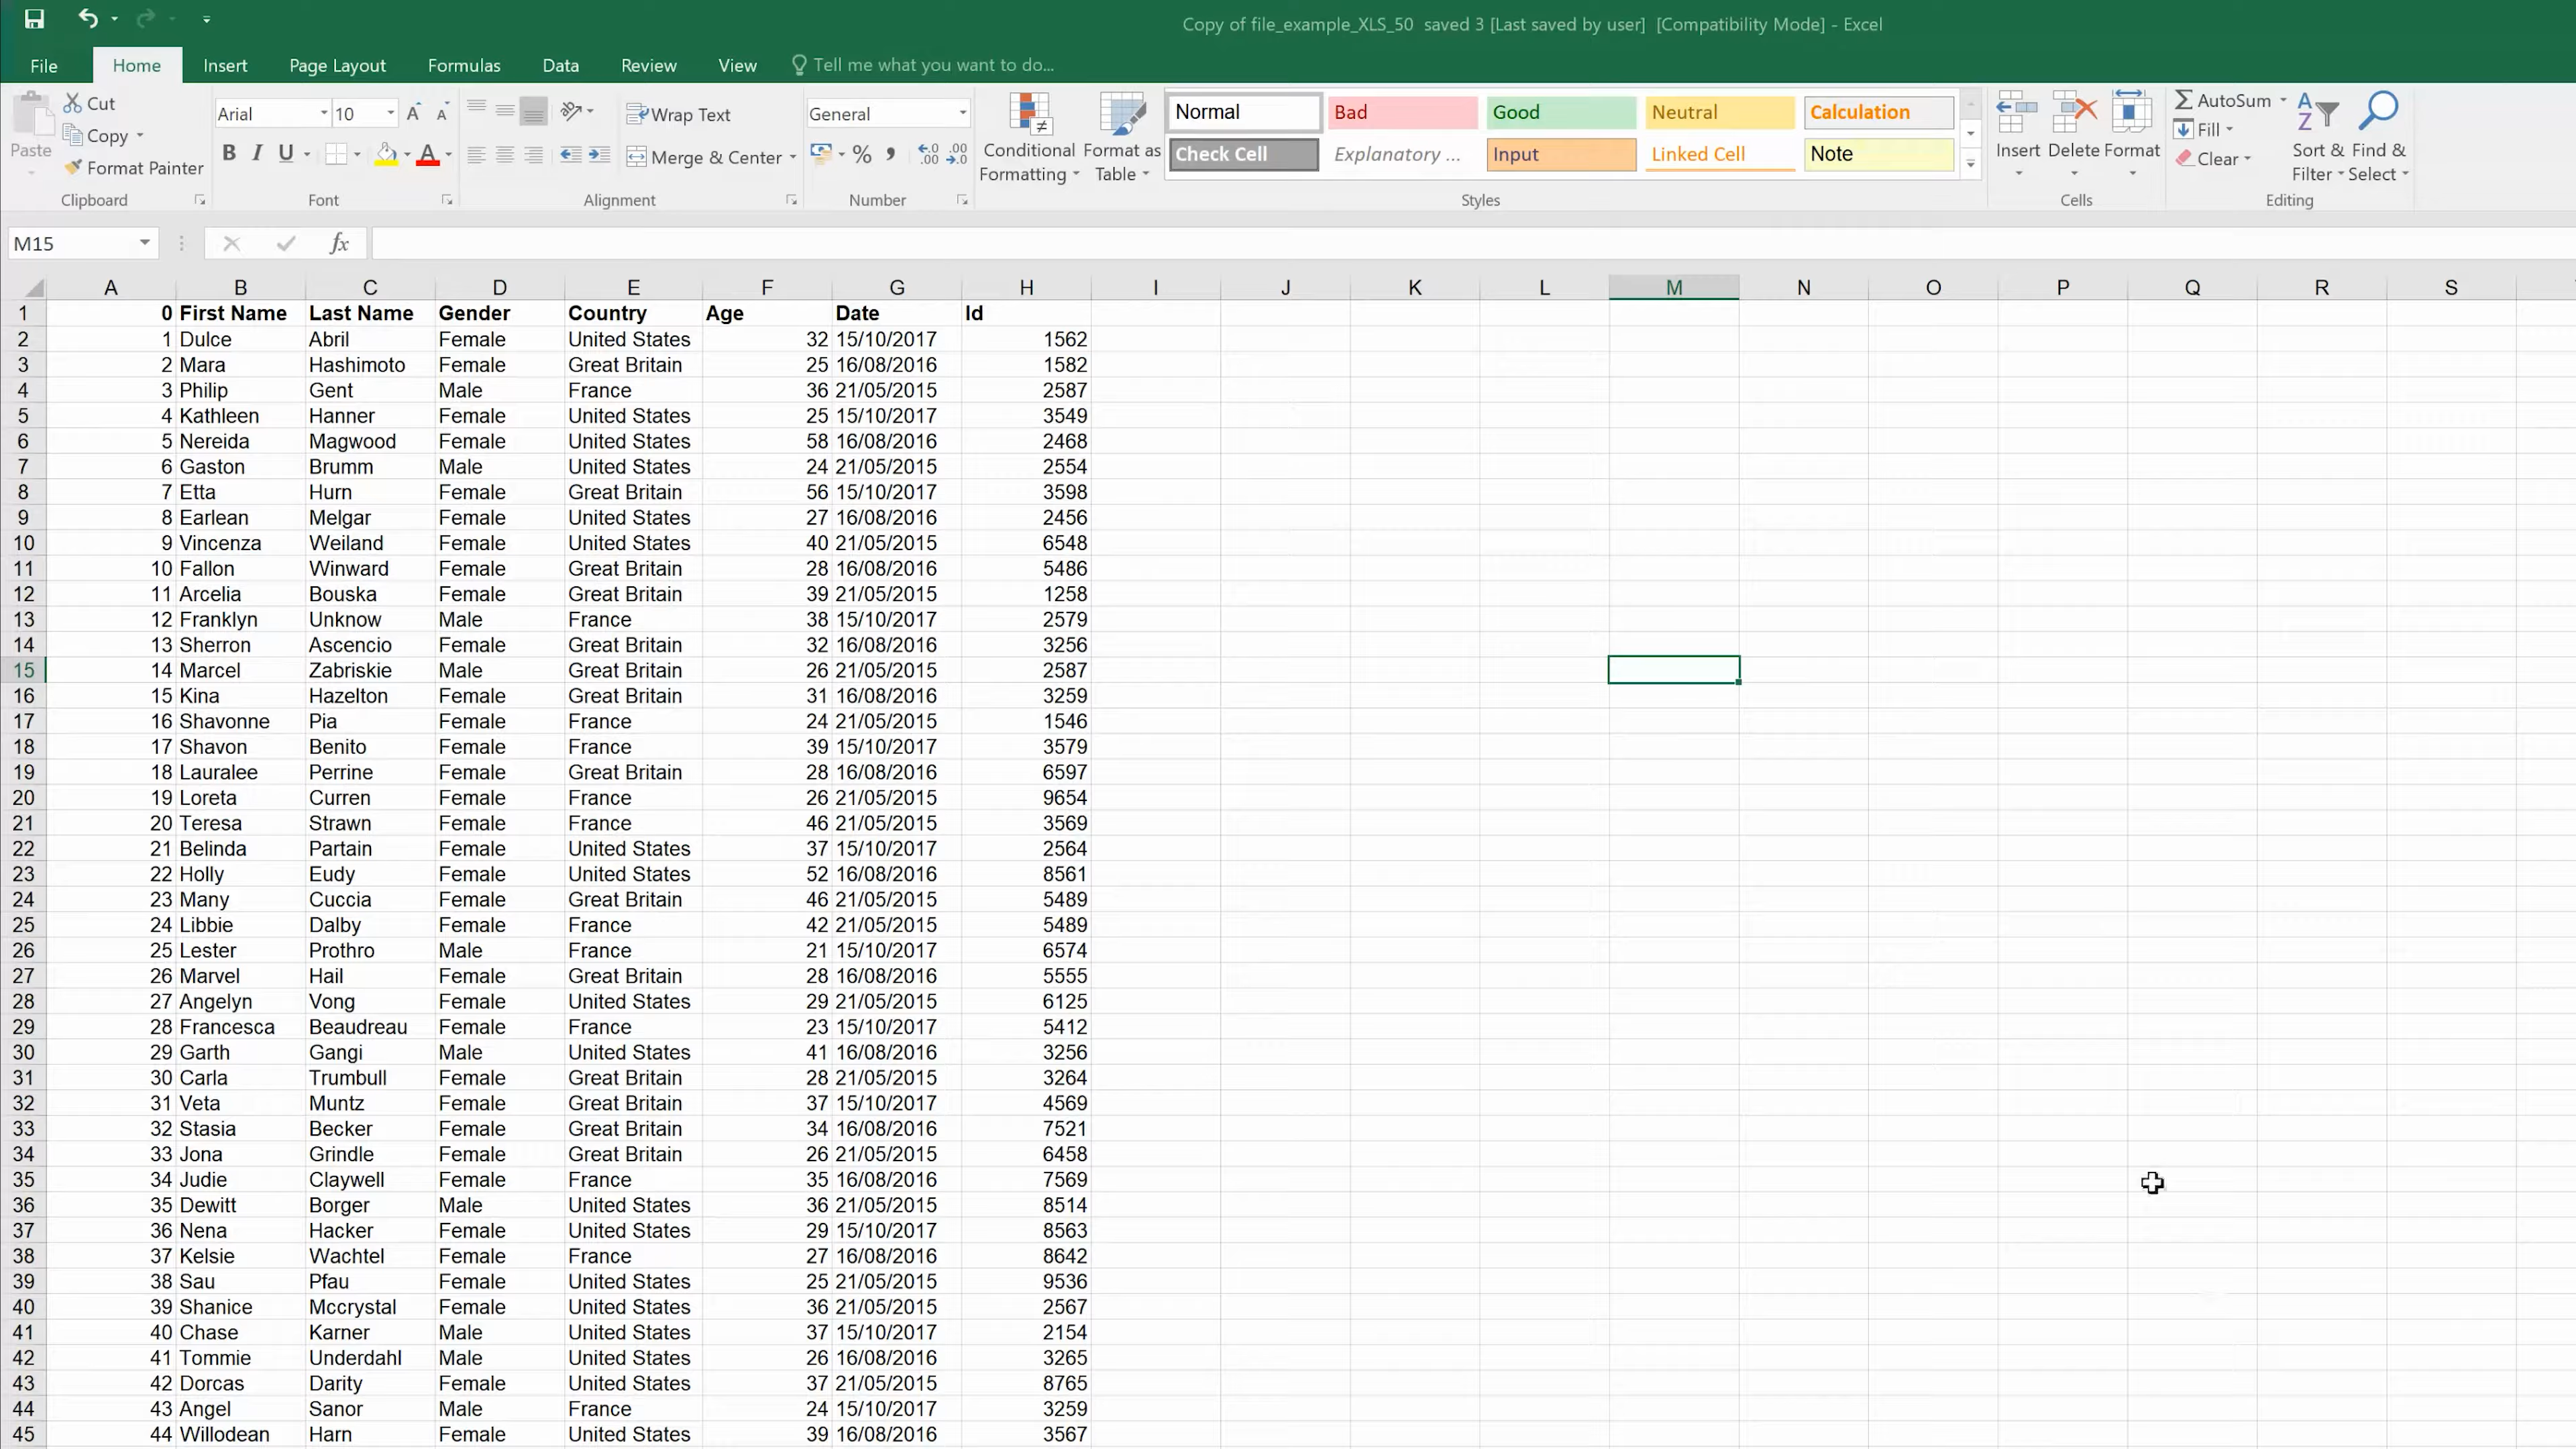 Copy of file_example_XLS_50 saved 3 [Last saved by user] [Compatibility Mode] - Excel
File Home Insert Page Layout Formulas Data Review View Tell me what you want to do...
Paste Cut Copy Format Painter Clipboard
Arial 10 B I U Font
Wrap Text Merge & Center Alignment
General % Number
Conditional Formatting Format as Table
Normal Bad Good Neutral Calculation
Check Cell Explanatory ... Input Linked Cell Note
Styles
Insert Delete Format Cells
AutoSum Fill Clear Sort & Filter Find & Select Editing
M15 fx
A B C D E F G H I J K L M N O P Q R S
1 0 First Name Last Name Gender Country Age Date Id
2 1 Dulce Abril Female United States 32 15/10/2017 1562
3 2 Mara Hashimoto Female Great Britain 25 16/08/2016 1582
4 3 Philip Gent Male France 36 21/05/2015 2587
5 4 Kathleen Hanner Female United States 25 15/10/2017 3549
6 5 Nereida Magwood Female United States 58 16/08/2016 2468
7 6 Gaston Brumm Male United States 24 21/05/2015 2554
8 7 Etta Hurn Female Great Britain 56 15/10/2017 3598
9 8 Earlean Melgar Female United States 27 16/08/2016 2456
10 9 Vincenza Weiland Female United States 40 21/05/2015 6548
11 10 Fallon Winward Female Great Britain 28 16/08/2016 5486
12 11 Arcelia Bouska Female Great Britain 39 21/05/2015 1258
13 12 Franklyn Unknow Male France 38 15/10/2017 2579
14 13 Sherron Ascencio Female Great Britain 32 16/08/2016 3256
15 14 Marcel Zabriskie Male Great Britain 26 21/05/2015 2587
16 15 Kina Hazelton Female Great Britain 31 16/08/2016 3259
17 16 Shavonne Pia Female France 24 21/05/2015 1546
18 17 Shavon Benito Female France 39 15/10/2017 3579
19 18 Lauralee Perrine Female Great Britain 28 16/08/2016 6597
20 19 Loreta Curren Female France 26 21/05/2015 9654
21 20 Teresa Strawn Female France 46 21/05/2015 3569
22 21 Belinda Partain Female United States 37 15/10/2017 2564
23 22 Holly Eudy Female United States 52 16/08/2016 8561
24 23 Many Cuccia Female Great Britain 46 21/05/2015 5489
25 24 Libbie Dalby Female France 42 21/05/2015 5489
26 25 Lester Prothro Male France 21 15/10/2017 6574
27 26 Marvel Hail Female Great Britain 28 16/08/2016 5555
28 27 Angelyn Vong Female United States 29 21/05/2015 6125
29 28 Francesca Beaudreau Female France 23 15/10/2017 5412
30 29 Garth Gangi Male United States 41 16/08/2016 3256
31 30 Carla Trumbull Female Great Britain 28 21/05/2015 3264
32 31 Veta Muntz Female Great Britain 37 15/10/2017 4569
33 32 Stasia Becker Female Great Britain 34 16/08/2016 7521
34 33 Jona Grindle Female Great Britain 26 21/05/2015 6458
35 34 Judie Claywell Female France 35 16/08/2016 7569
36 35 Dewitt Borger Male United States 36 21/05/2015 8514
37 36 Nena Hacker Female United States 29 15/10/2017 8563
38 37 Kelsie Wachtel Female France 27 16/08/2016 8642
39 38 Sau Pfau Female United States 25 21/05/2015 9536
40 39 Shanice Mccrystal Female United States 36 21/05/2015 2567
41 40 Chase Karner Male United States 37 15/10/2017 2154
42 41 Tommie Underdahl Male United States 26 16/08/2016 3265
43 42 Dorcas Darity Female United States 37 21/05/2015 8765
44 43 Angel Sanor Male France 24 15/10/2017 3259
45 44 Willodean Harn Female United States 39 16/08/2016 3567